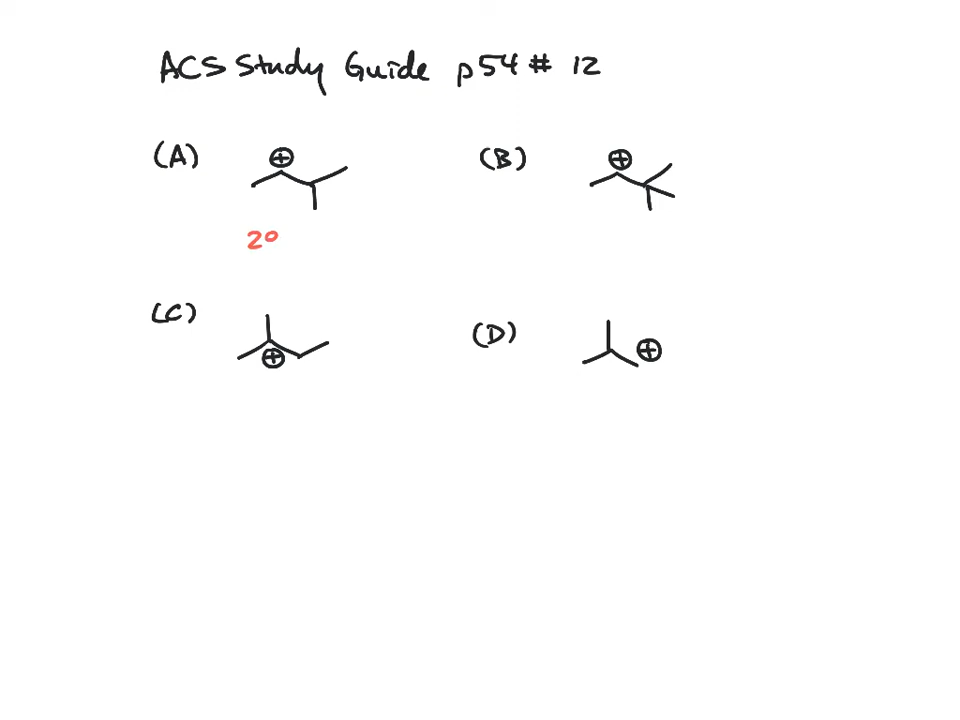 ACS Study Guide p54 # 12
(A) ⊕
(B) ⊕
2°
(C) ⊕
(D) ⊕